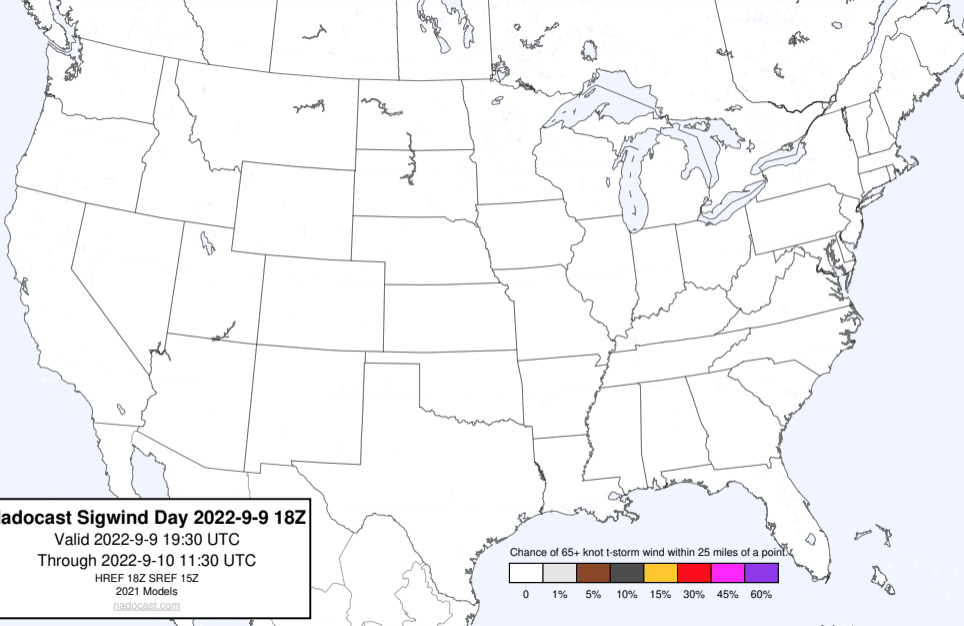 adocast Sigwind Day 2022-9-9 18Z
Valid 2022-9-9 19:30 UTC
Through 2022-9-10 11:30 UTC
HREF 18Z SREF 15Z
2021 Models
nadocast.com
Chance of 65+ knot t-storm wind within 25 miles of a point.
0 1% 5% 10% 15% 30% 45% 60%